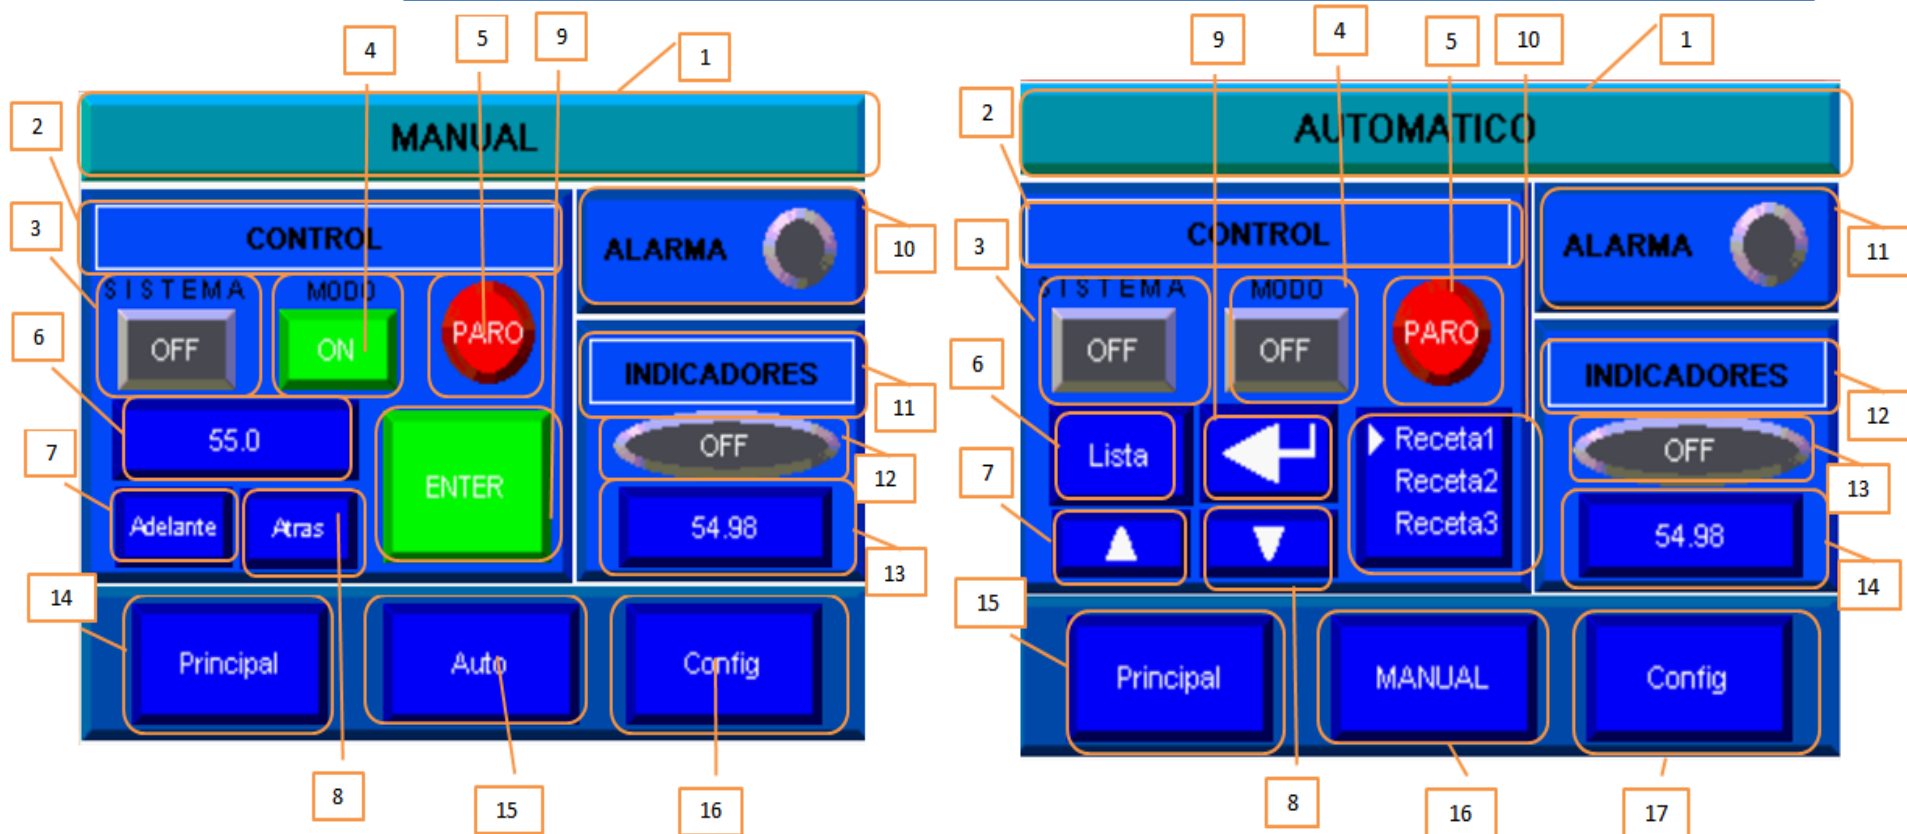 4
5
9
1
2
MANUAL
3
CONTROL
ALARMA
10
SISTEMA
MODO
OFF
ON
PARO
6
INDICADORES
11
55.0
OFF
7
ENTER
12
Adelante
Atras
54.98
13
14
Principal
Auto
Config
8
15
16
9
4
5
10
1
2
AUTOMATICO
3
CONTROL
ALARMA
11
SISTEMA
MODO
OFF
OFF
PARO
6
INDICADORES
12
Lista
Receta1
Receta2
Receta3
OFF
13
7
54.98
14
15
Principal
MANUAL
Config
8
16
17